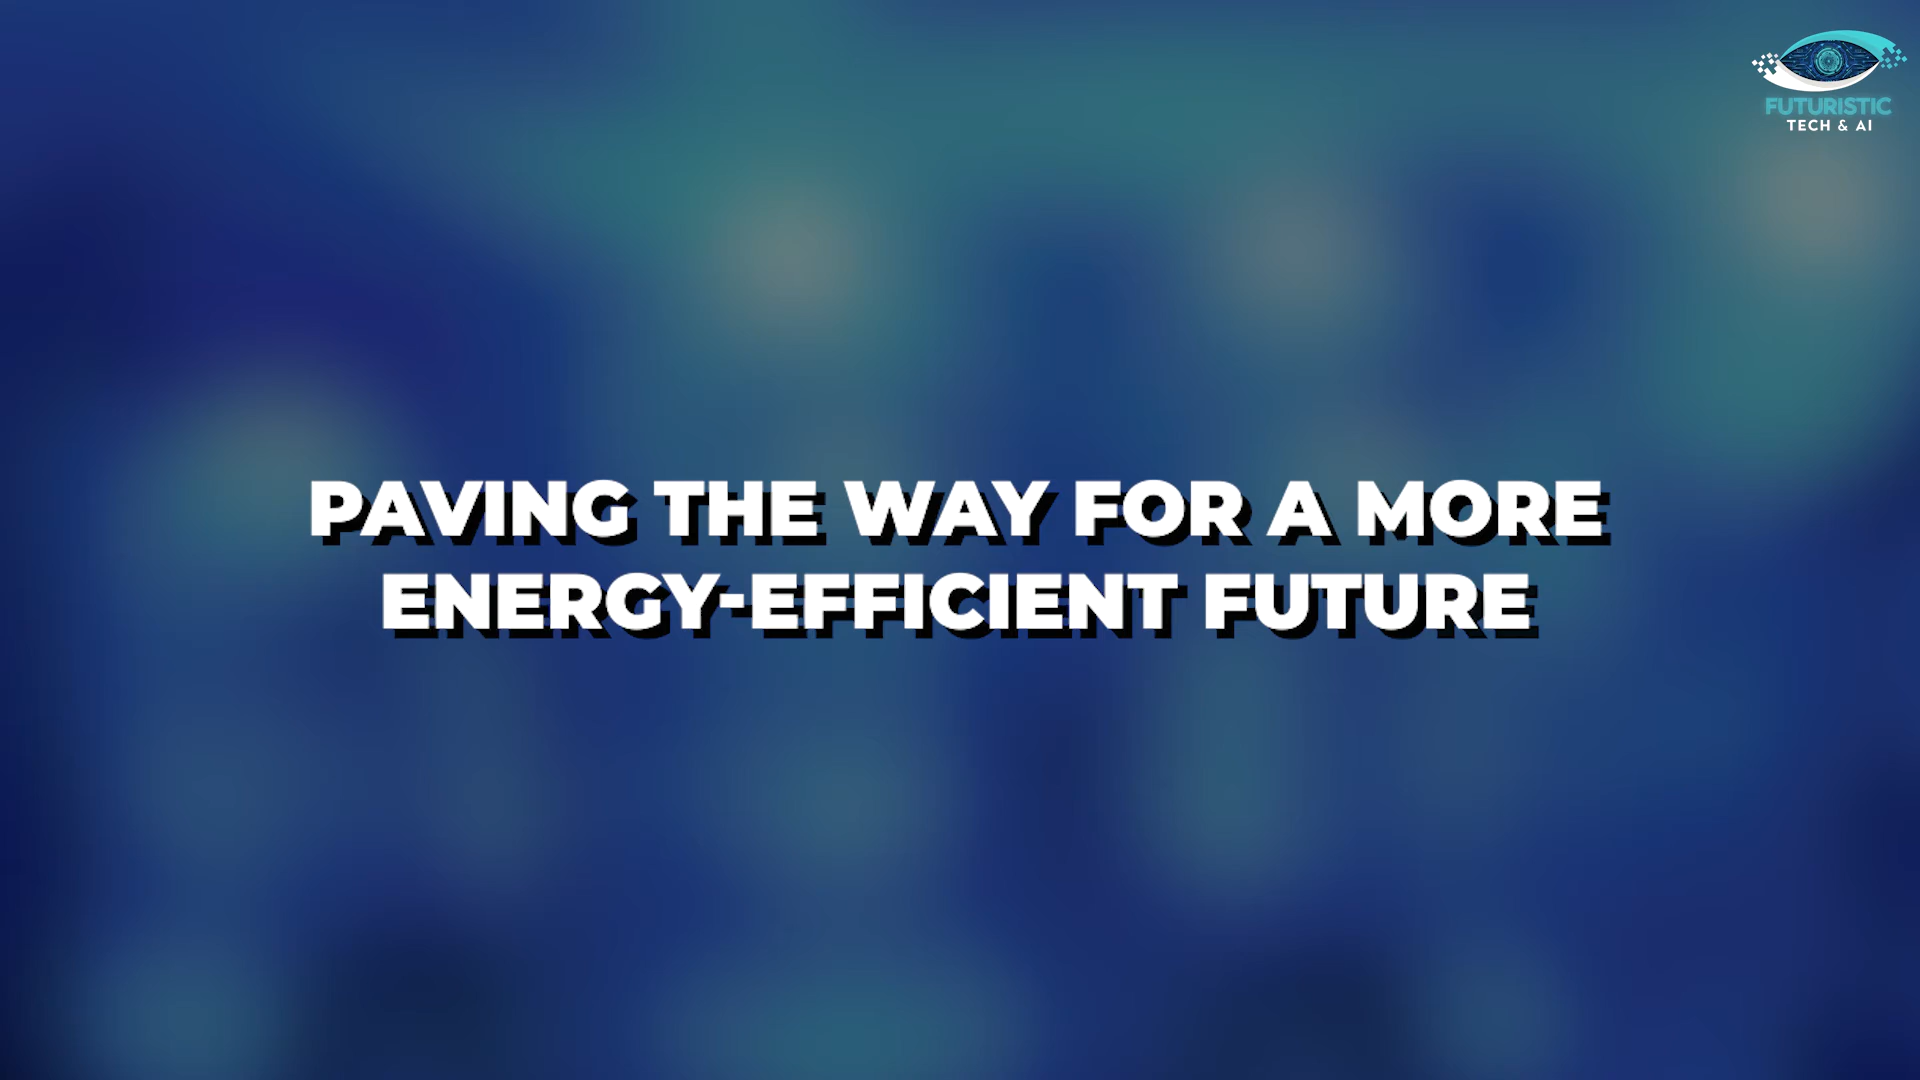 FUTURISTIC
TECH & AI
PAVING THE WAY FOR A MORE
ENERGY-EFFICIENT FUTURE